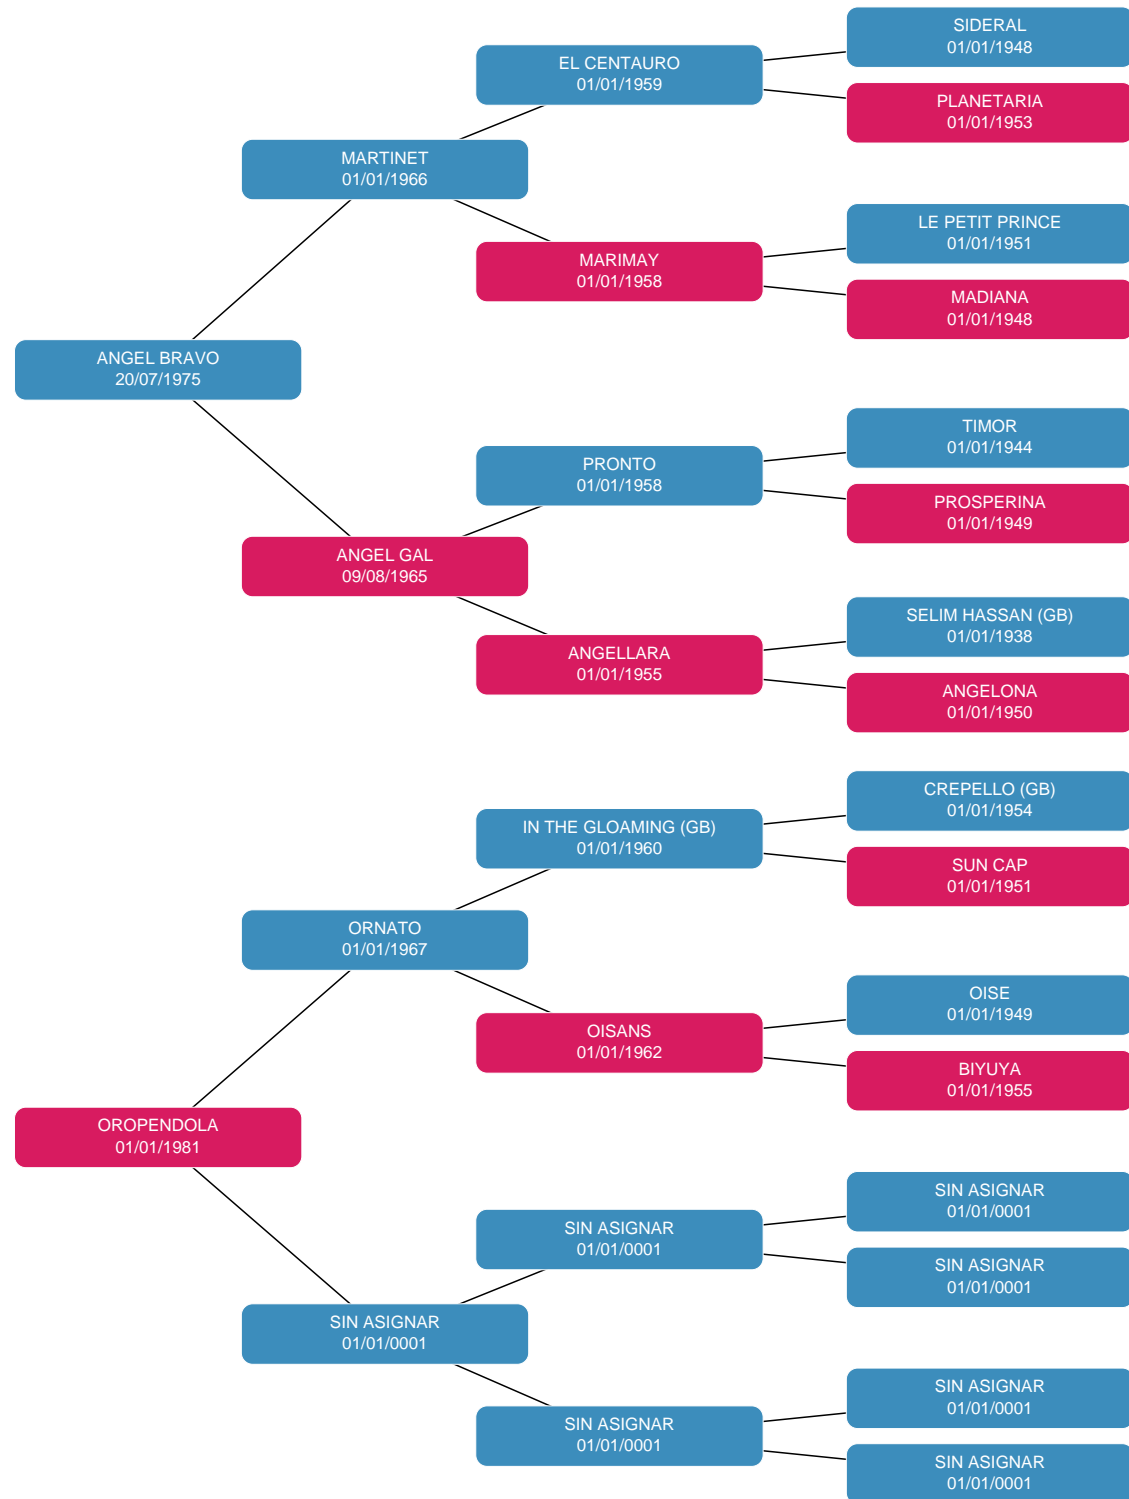 SIDERAL
01/01/1948
EL CENTAURO
01/01/1959
PLANETARIA
01/01/1953
MARTINET
01/01/1966
LE PETIT PRINCE
01/01/1951
MARIMAY
01/01/1958
MADIANA
01/01/1948
ANGEL BRAVO
20/07/1975
TIMOR
01/01/1944
PRONTO
01/01/1958
PROSPERINA
01/01/1949
ANGEL GAL
09/08/1965
SELIM HASSAN (GB)
01/01/1938
ANGELLARA
01/01/1955
ANGELONA
01/01/1950
CREPELLO (GB)
01/01/1954
IN THE GLOAMING (GB)
01/01/1960
SUN CAP
01/01/1951
ORNATO
01/01/1967
OISE
01/01/1949
OISANS
01/01/1962
BIYUYA
01/01/1955
OROPENDOLA
01/01/1981
SIN ASIGNAR
01/01/0001
SIN ASIGNAR
01/01/0001
SIN ASIGNAR
01/01/0001
SIN ASIGNAR
01/01/0001
SIN ASIGNAR
01/01/0001
SIN ASIGNAR
01/01/0001
SIN ASIGNAR
01/01/0001